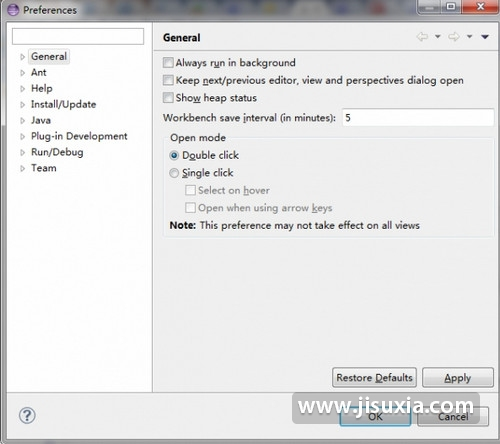 Preferences
General
Ant
Help
Install/Update
Java
Plug-in Development
Run/Debug
Team
General
Always run in background
Keep next/previous editor, view and perspectives dialog open
Show heap status
Workbench save interval (in minutes): 5
Open mode
Double click
Single click
Select on hover
Open when using arrow keys
Note: This preference may not take effect on all views
Restore Defaults Apply
OK Cancel
www.jisuxia.com